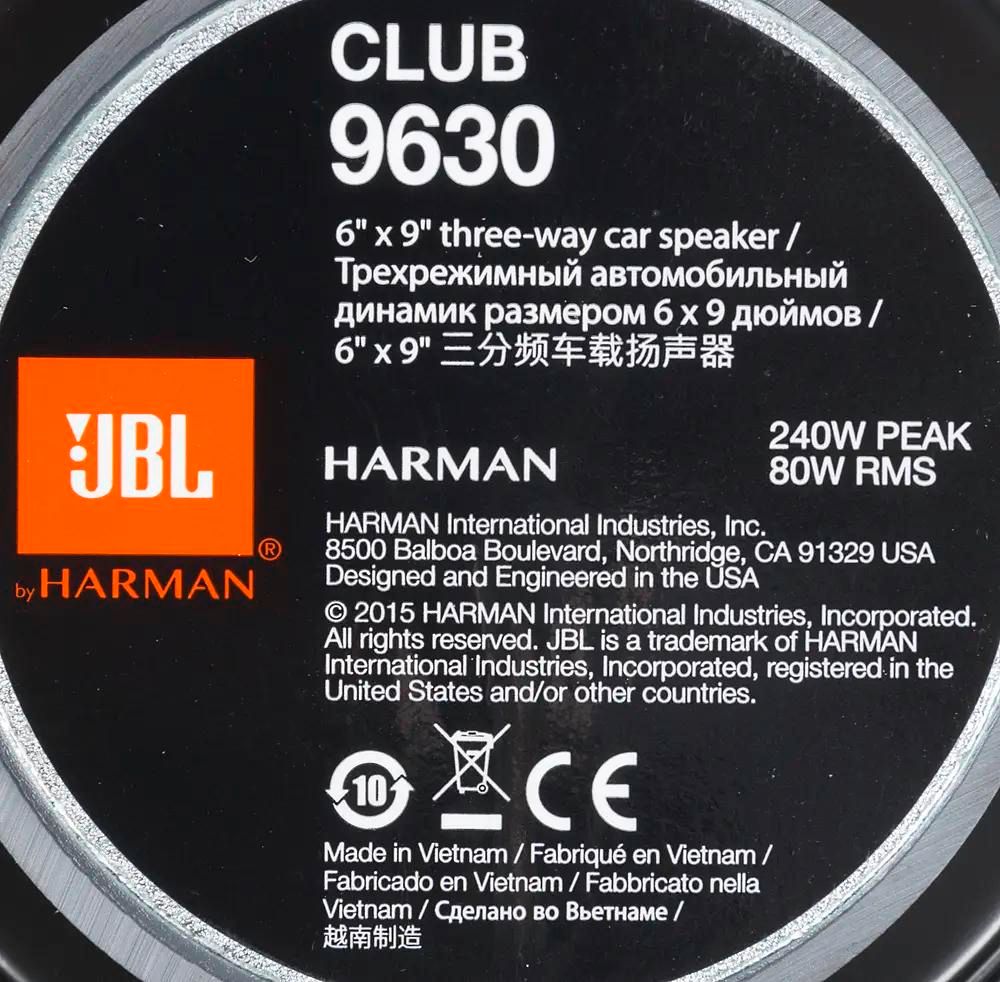 CLUB
9630
6" x 9" three-way car speaker /
Трехрежимный автомобильный
динамик размером 6 x 9 дюймов /
6" x 9" 三分频车载扬声器
JBL®
by HARMAN
HARMAN
240W PEAK
80W RMS
HARMAN International Industries, Inc.
8500 Balboa Boulevard, Northridge, CA 91329 USA
Designed and Engineered in the USA
© 2015 HARMAN International Industries, Incorporated.
All rights reserved. JBL is a trademark of HARMAN
International Industries, Incorporated, registered in the
United States and/or other countries.
10
CE
Made in Vietnam / Fabriqué en Vietnam /
Fabricado en Vietnam / Fabbricato nella
Vietnam / Сделано во Вьетнаме /
越南制造